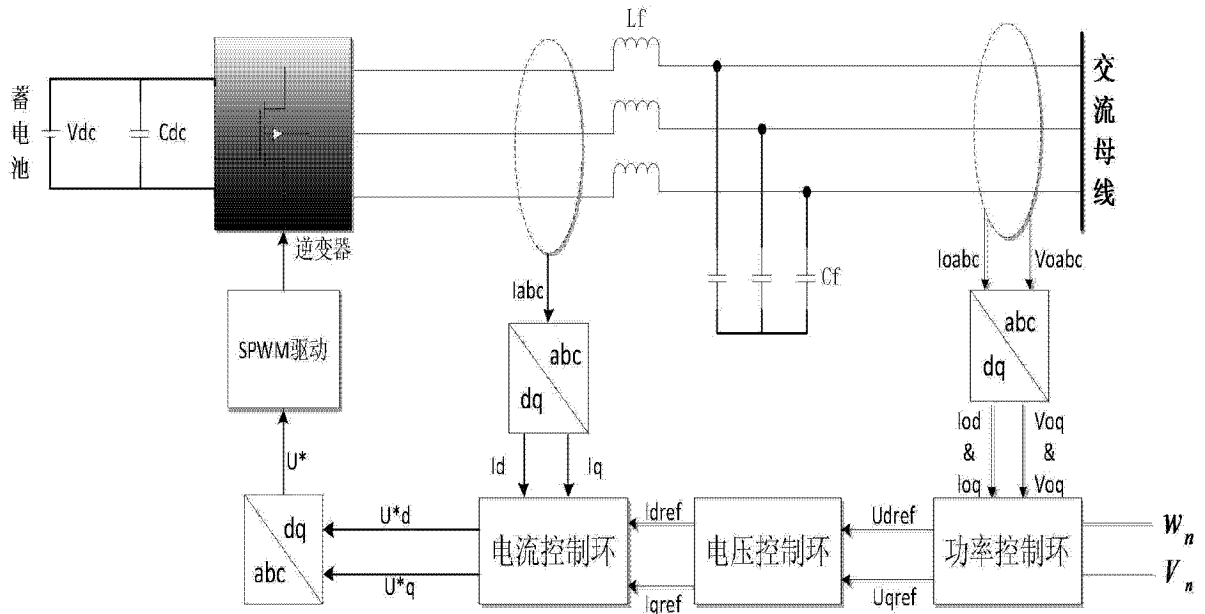 Lf
蓄电池
Vdc
Cdc
交流母线
逆变器
Iabc
Cf
Ioabc
Voabc
SPWM驱动
abc
dq
abc
dq
Iod
&
Ioq
Voq
&
Voq
U*
Id
Iq
dq
abc
U*d
U*q
电流控制环
Idref
Iqref
电压控制环
Udref
Uqref
功率控制环
wn
Vn